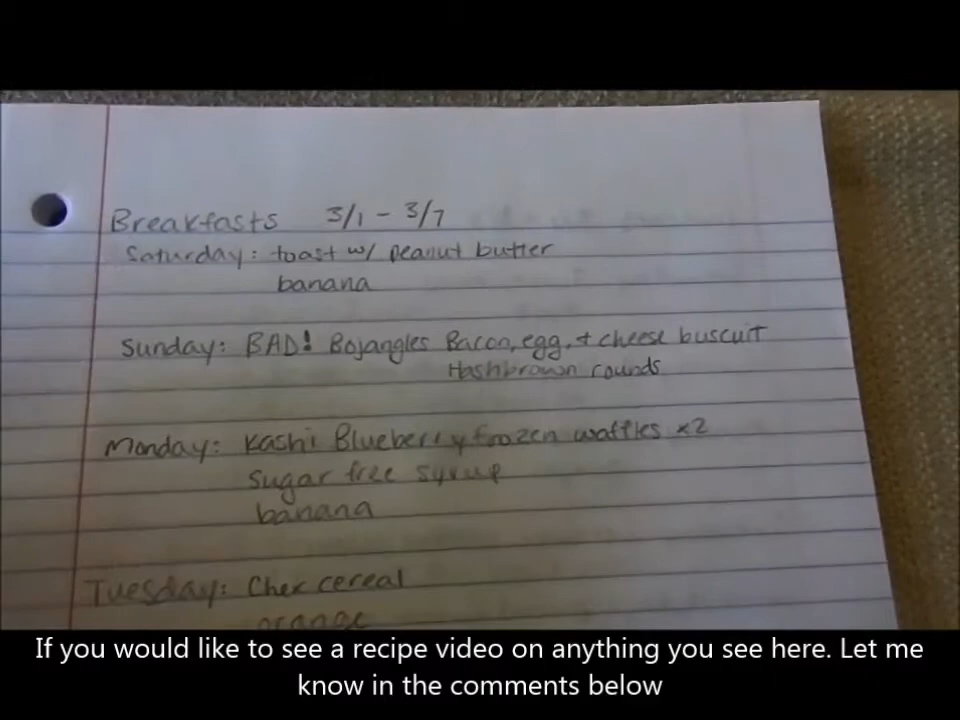 Breakfasts 3/1 - 3/7
Saturday: toast w/ peanut butter
banana
Sunday: BAD! Bojangles Bacon, egg, + cheese buscuit
Hashbrown rounds
Monday: Kashi Blueberry frozen waffles x2
sugar free syrup
banana
Tuesday: Chex cereal
orange
If you would like to see a recipe video on anything you see here. Let me
know in the comments below